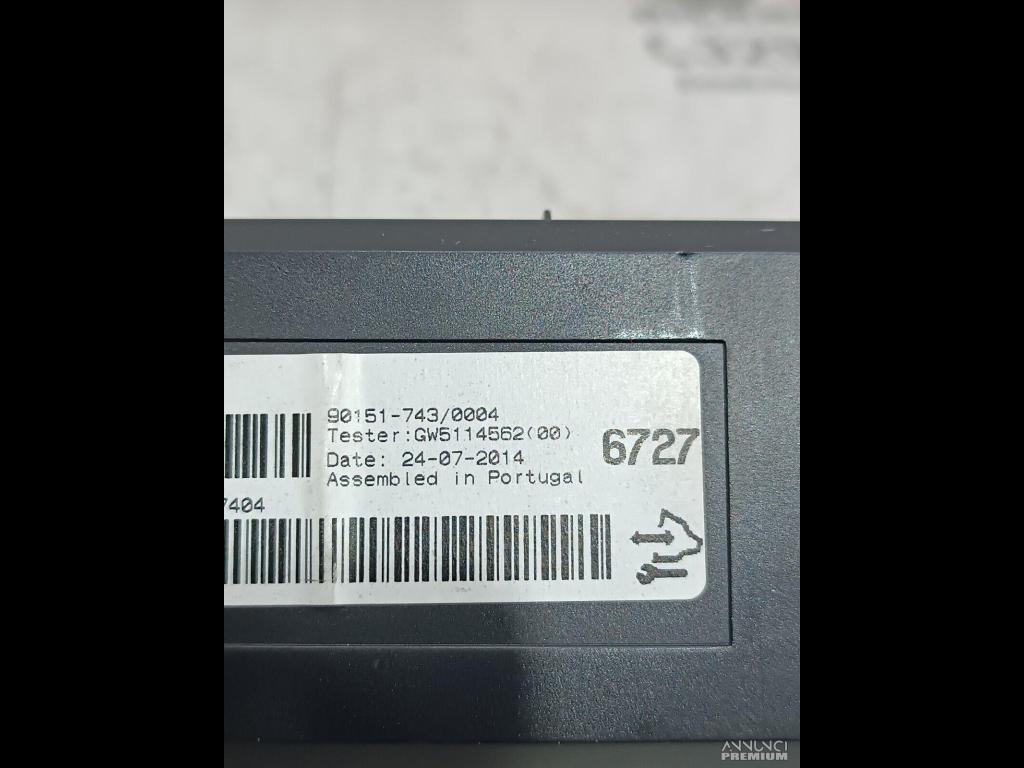 90151-743/0004
Tester:GW5114562(00)
Date: 24-07-2014
Assembled in Portugal
6727
7404
ANNUNCI
PREMIUM